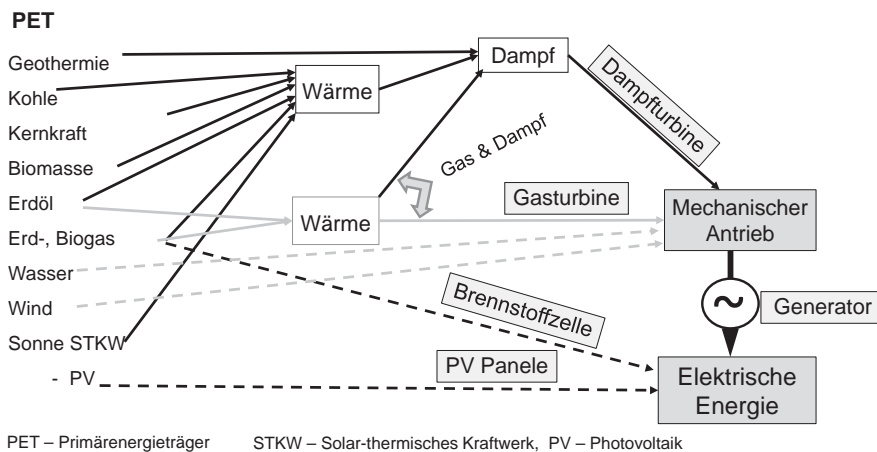 PET
Geothermie
Kohle
Kernkraft
Biomasse
Erdöl
Erd-, Biogas
Wasser
Wind
Sonne STKW
- PV
Wärme
Dampf
Dampfturbine
Gas & Dampf
Wärme
Gasturbine
Mechanischer
Antrieb
~
Generator
Brennstoffzelle
PV Panele
Elektrische
Energie
PET – Primärenergieträger STKW – Solar-thermisches Kraftwerk, PV – Photovoltaik